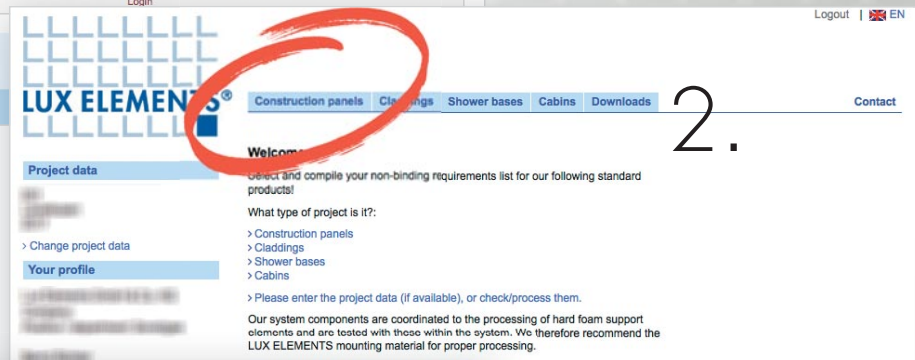 Login
Logout | EN
LUX ELEMENTS®
Construction panels Claddings Shower bases Cabins Downloads
2.
Contact
Welcome
Project data
Select and compile your non-binding requirements list for our following standard
products!
What type of project is it?:
> Construction panels
> Claddings
> Shower bases
> Cabins
> Change project data
Your profile
> Please enter the project data (if available), or check/process them.
Our system components are coordinated to the processing of hard foam support
elements and are tested with these within the system. We therefore recommend the
LUX ELEMENTS mounting material for proper processing.